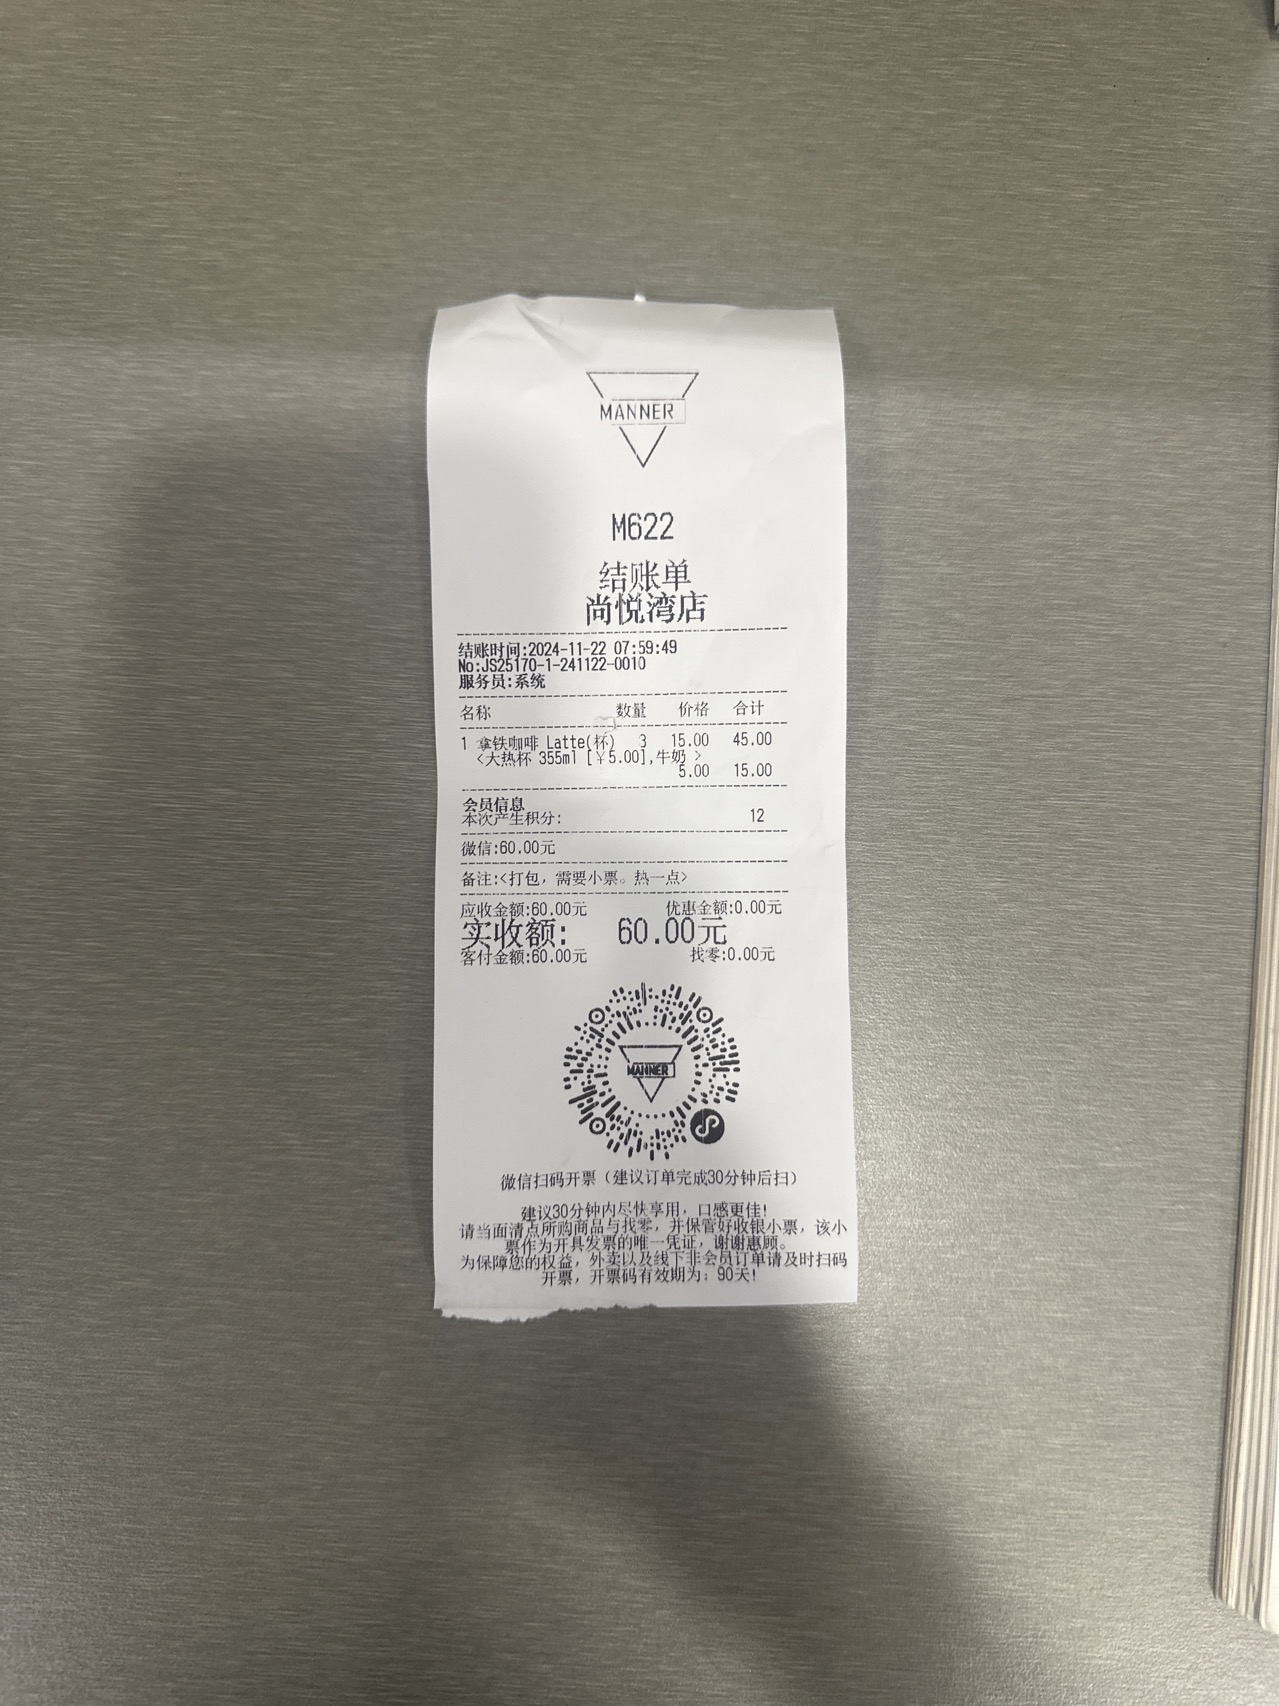 MANNER
M622
结账单
尚悦湾店
结账时间:2024-11-22 07:59:49
No:JS25170-1-241122-0010
服务员:系统
名称 数量 价格 合计
1 拿铁咖啡 Latte(杯) 3 15.00 45.00
<大热杯 355ml [￥5.00],牛奶 >
5.00 15.00
会员信息
本次产生积分: 12
微信:60.00元
备注:<打包, 需要小票。热一点>
应收金额:60.00元 优惠金额:0.00元
实收额: 60.00元
客付金额:60.00元 找零:0.00元
MANNER
微信扫码开票（建议订单完成30分钟后扫）
建议30分钟内尽快享用，口感更佳!
请当面清点所购商品与找零，并保管好收银小票，该小
票作为开具发票的唯一凭证，谢谢惠顾。
为保障您的权益，外卖以及线下非会员订单请及时扫码
开票，开票码有效期为: 90天!